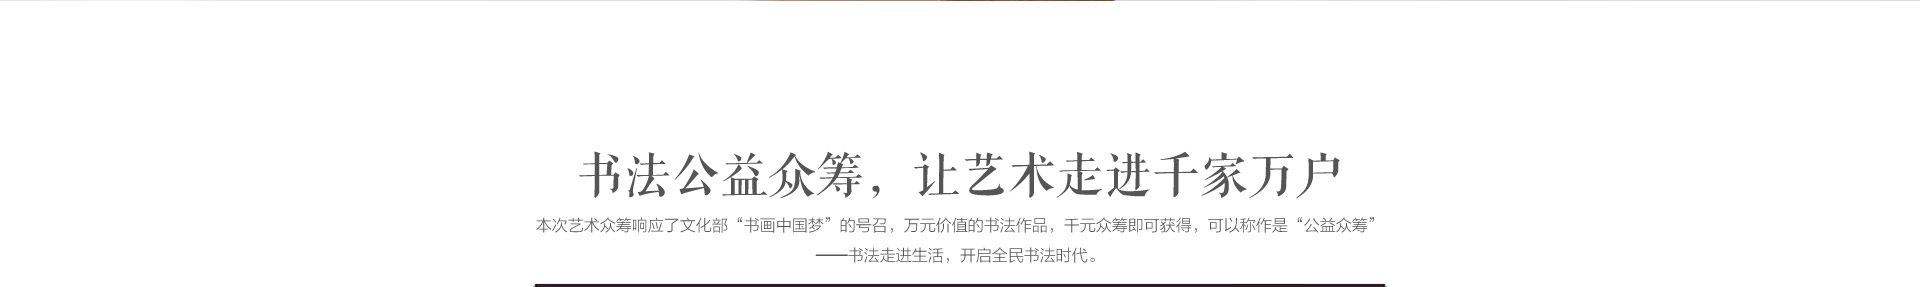 书法公益众筹，让艺术走进千家万户
本次艺术众筹响应了文化部“书画中国梦”的号召，万元价值的书法作品，千元众筹即可获得，可以称作是“公益众筹”
——书法走进生活，开启全民书法时代。